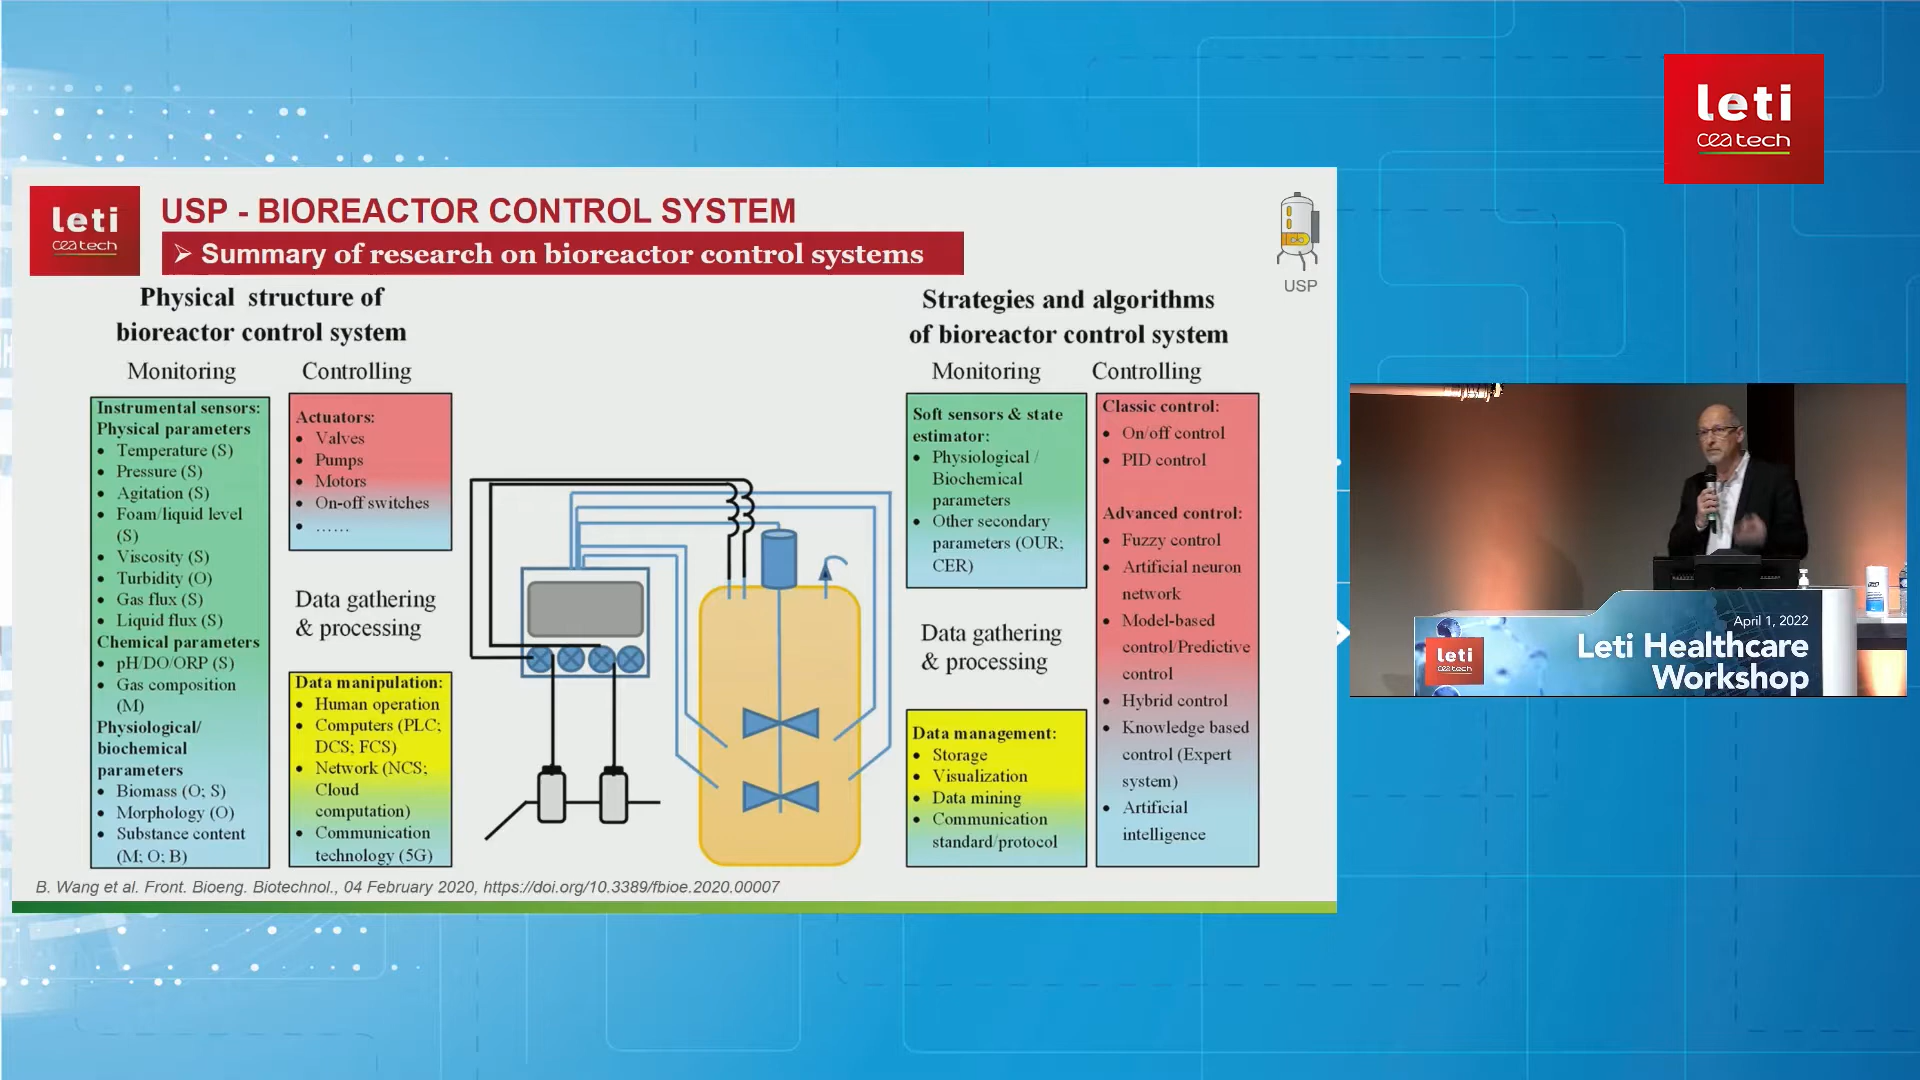 leti
cea tech
leti
cea tech
USP - BIOREACTOR CONTROL SYSTEM
➢ Summary of research on bioreactor control systems
USP
Physical structure of
bioreactor control system
Monitoring
Controlling
Instrumental sensors:
Physical parameters
• Temperature (S)
• Pressure (S)
• Agitation (S)
• Foam/liquid level
(S)
• Viscosity (S)
• Turbidity (O)
• Gas flux (S)
• Liquid flux (S)
Chemical parameters
• pH/DO/ORP (S)
• Gas composition
(M)
Physiological/
biochemical
parameters
• Biomass (O; S)
• Morphology (O)
• Substance content
(M; O; B)
Actuators:
• Valves
• Pumps
• Motors
• On-off switches
• ……
Data gathering
& processing
Data manipulation:
• Human operation
• Computers (PLC;
DCS; FCS)
• Network (NCS;
Cloud
computation)
• Communication
technology (5G)
Strategies and algorithms
of bioreactor control system
Monitoring
Controlling
Soft sensors & state
estimator:
• Physiological /
Biochemical
parameters
• Other secondary
parameters (OUR;
CER)
Data gathering
& processing
Data management:
• Storage
• Visualization
• Data mining
• Communication
standard/protocol
Classic control:
• On/off control
• PID control
Advanced control:
• Fuzzy control
• Artificial neuron
network
• Model-based
control/Predictive
control
• Hybrid control
• Knowledge based
control (Expert
system)
• Artificial
intelligence
B. Wang et al. Front. Bioeng. Biotechnol., 04 February 2020, https://doi.org/10.3389/fbioe.2020.00007
April 1, 2022
Leti Healthcare
Workshop
leti
cea tech